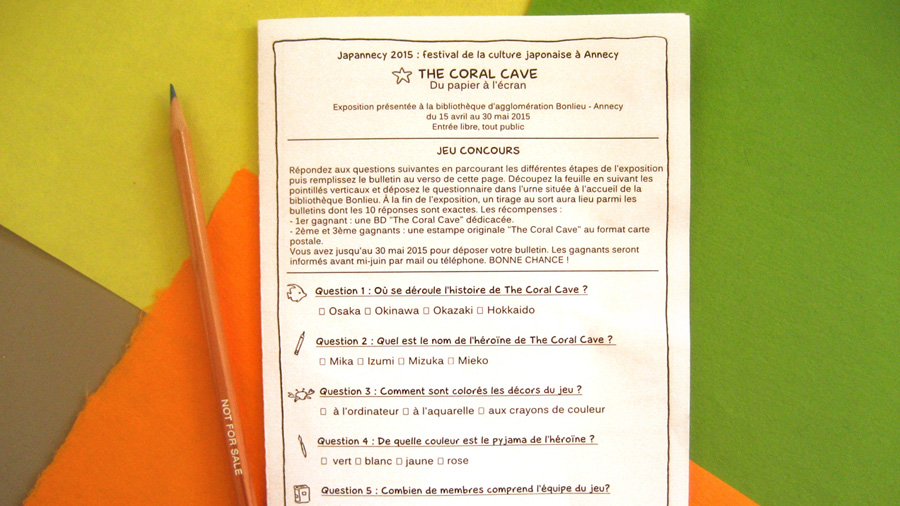 Japannecy 2015 : festival de la culture japonaise à Annecy
THE CORAL CAVE
Du papier à l'écran
Exposition présentée à la bibliothèque d'agglomération Bonlieu - Annecy
du 15 avril au 30 mai 2015
Entrée libre, tout public
JEU CONCOURS
Répondez aux questions suivantes en parcourant les différentes étapes de l'exposition
puis remplissez le bulletin au verso de cette page. Découpez la feuille en suivant les
pointillés verticaux et déposez le questionnaire dans l'urne située à l'accueil de la
bibliothèque Bonlieu. À la fin de l'exposition, un tirage au sort aura lieu parmi les
bulletins dont les 10 réponses sont exactes. Les récompenses :
- 1er gagnant : une BD "The Coral Cave" dédicacée.
- 2ème et 3ème gagnants : une estampe originale "The Coral Cave" au format carte
postale.
Vous avez jusqu'au 30 mai 2015 pour déposer votre bulletin. Les gagnants seront
informés avant mi-juin par mail ou téléphone. BONNE CHANCE !
Question 1 : Où se déroule l'histoire de The Coral Cave ?
□ Osaka □ Okinawa □ Okazaki □ Hokkaido
Question 2 : Quel est le nom de l'héroïne de The Coral Cave ?
□ Mika □ Izumi □ Mizuka □ Mieko
Question 3 : Comment sont colorés les décors du jeu ?
□ à l'ordinateur □ à l'aquarelle □ aux crayons de couleur
Question 4 : De quelle couleur est le pyjama de l'héroïne ?
□ vert □ blanc □ jaune □ rose
Question 5 : Combien de membres comprend l'équipe du jeu?
NOT FOR SALE